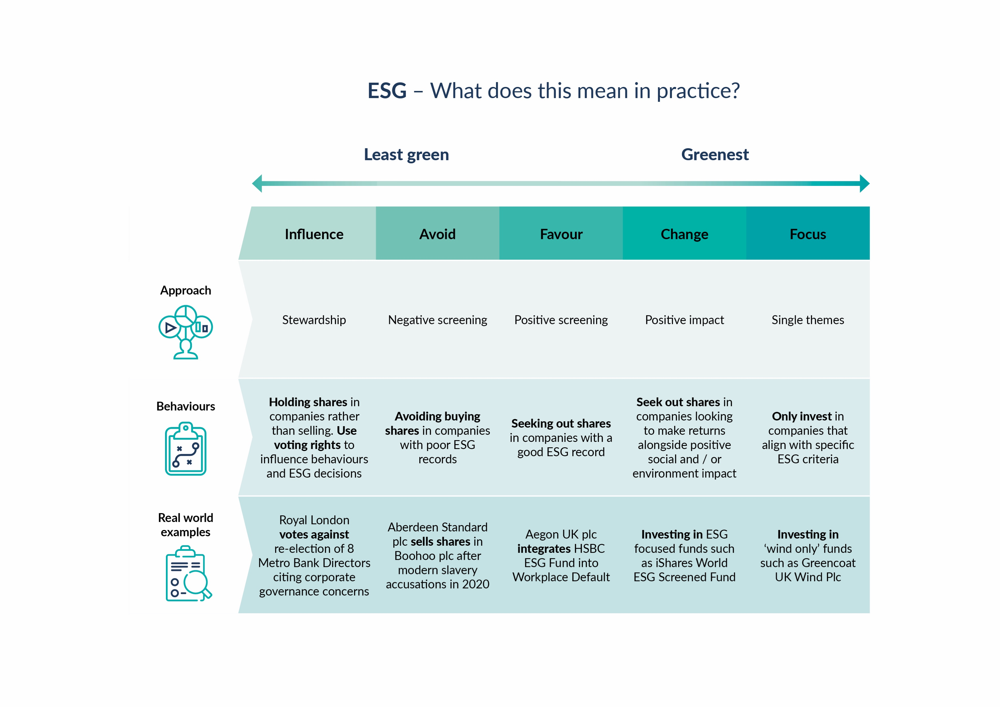 ESG – What does this mean in practice?
Least green
Greenest
Influence
Avoid
Favour
Change
Focus
Approach
Stewardship
Negative screening
Positive screening
Positive impact
Single themes
Behaviours
Holding shares in
companies rather
than selling. Use
voting rights to
influence behaviours
and ESG decisions
Avoiding buying
shares in companies
with poor ESG
records
Seeking out shares
in companies with a
good ESG record
Seek out shares in
companies looking
to make returns
alongside positive
social and / or
environment impact
Only invest in
companies that
align with specific
ESG criteria
Real world
examples
Royal London
votes against
re-election of 8
Metro Bank Directors
citing corporate
governance concerns
Aberdeen Standard
plc sells shares in
Boohoo plc after
modern slavery
accusations in 2020
Aegon UK plc
integrates HSBC
ESG Fund into
Workplace Default
Investing in ESG
focused funds such
as iShares World
ESG Screened Fund
Investing in
‘wind only’ funds
such as Greencoat
UK Wind Plc